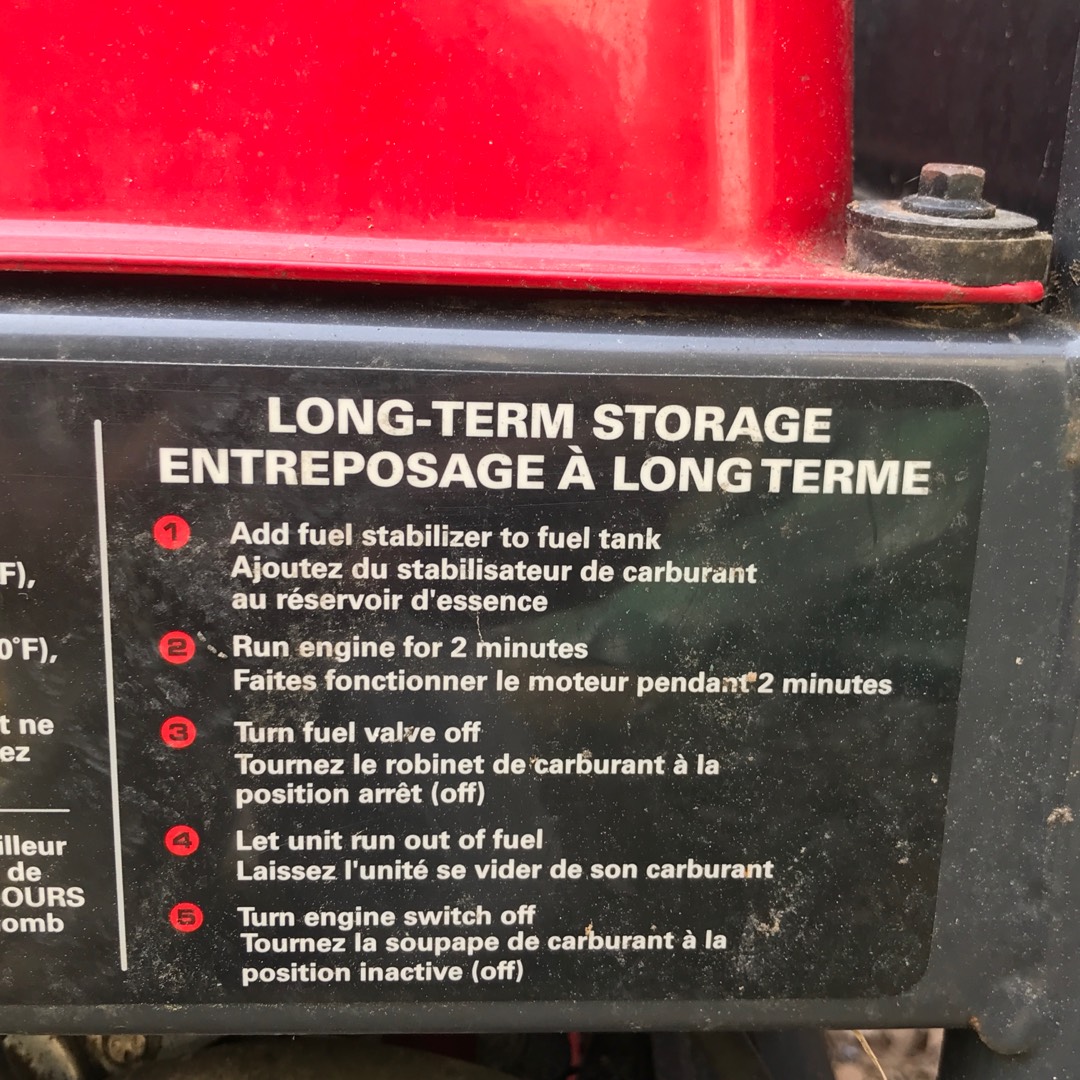 LONG-TERM STORAGE
ENTREPOSAGE À LONG TERME
1 Add fuel stabilizer to fuel tank
Ajoutez du stabilisateur de carburant
au réservoir d'essence
2 Run engine for 2 minutes
Faites fonctionner le moteur pendant 2 minutes
3 Turn fuel valve off
Tournez le robinet de carburant à la
position arrêt (off)
4 Let unit run out of fuel
Laissez l'unité se vider de son carburant
5 Turn engine switch off
Tournez la soupape de carburant à la
position inactive (off)
F),
0°F),
t ne
ez
illeur
de
OURS
omb